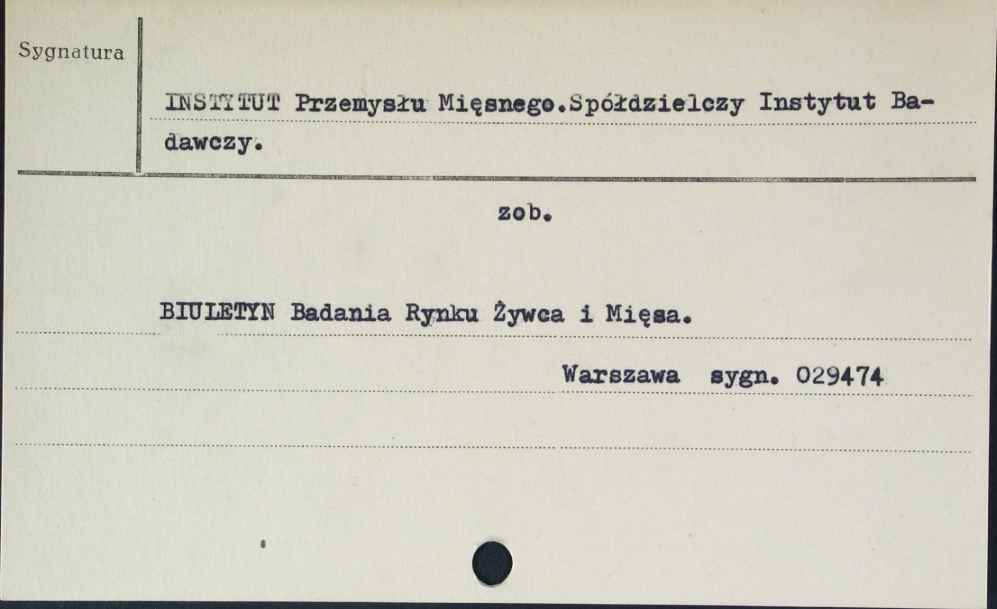 Sygnatura
INSTYTUT Przemysłu Mięsnego.Spółdzielczy Instytut Ba-
dawczy.
zob.
BIULETYN Badania Rynku Żywca i Mięsa.
Warszawa sygn. 029474